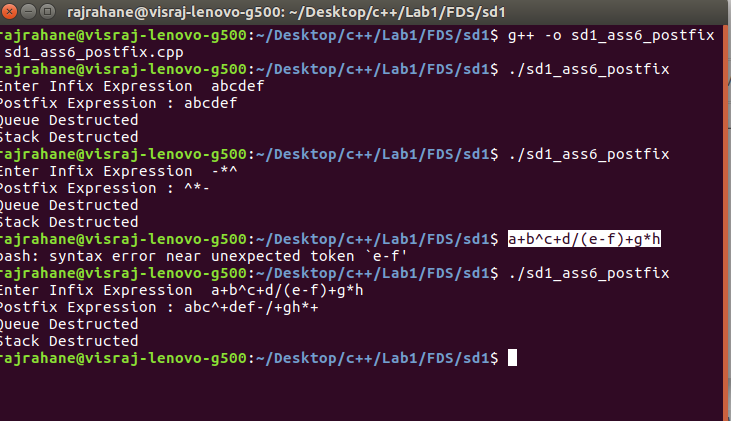 rajrahane@visraj-lenovo-g500: ~/Desktop/c++/Lab1/FDS/sd1
rajrahane@visraj-lenovo-g500:~/Desktop/c++/Lab1/FDS/sd1$ g++ -o sd1_ass6_postfix
sd1_ass6_postfix.cpp
rajrahane@visraj-lenovo-g500:~/Desktop/c++/Lab1/FDS/sd1$ ./sd1_ass6_postfix
Enter Infix Expression  abcdef
Postfix Expression : abcdef
Queue Destructed
Stack Destructed
rajrahane@visraj-lenovo-g500:~/Desktop/c++/Lab1/FDS/sd1$ ./sd1_ass6_postfix
Enter Infix Expression  -*^
Postfix Expression : ^*-
Queue Destructed
Stack Destructed
rajrahane@visraj-lenovo-g500:~/Desktop/c++/Lab1/FDS/sd1$ a+b^c+d/(e-f)+g*h
bash: syntax error near unexpected token `e-f'
rajrahane@visraj-lenovo-g500:~/Desktop/c++/Lab1/FDS/sd1$ ./sd1_ass6_postfix
Enter Infix Expression  a+b^c+d/(e-f)+g*h
Postfix Expression : abc^+def-/+gh*+
Queue Destructed
Stack Destructed
rajrahane@visraj-lenovo-g500:~/Desktop/c++/Lab1/FDS/sd1$